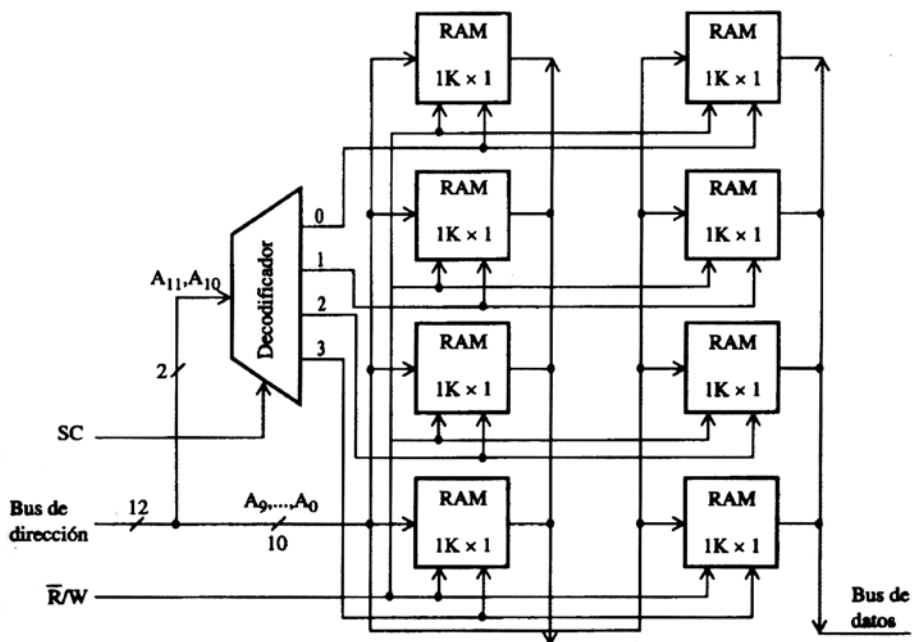 RAM
1K × 1
RAM
1K × 1
RAM
1K × 1
RAM
1K × 1
0
1
2
3
Decodificador
A11,A10
2
RAM
1K × 1
RAM
1K × 1
SC
Bus de
dirección
12
A9,....,A0
10
RAM
1K × 1
RAM
1K × 1
R̅/W
Bus de
datos